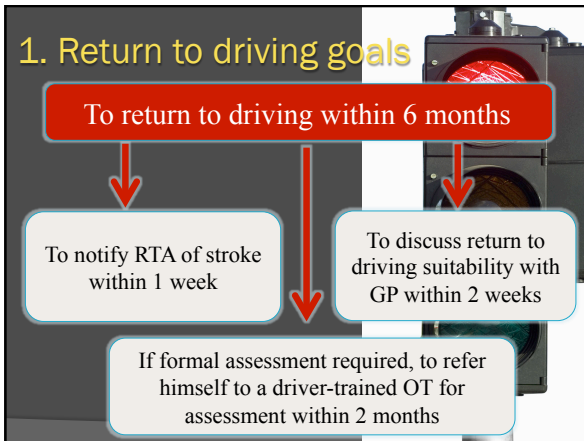 1. Return to driving goals
To return to driving within 6 months
To notify RTA of stroke
within 1 week
To discuss return to
driving suitability with
GP within 2 weeks
If formal assessment required, to refer
himself to a driver-trained OT for
assessment within 2 months